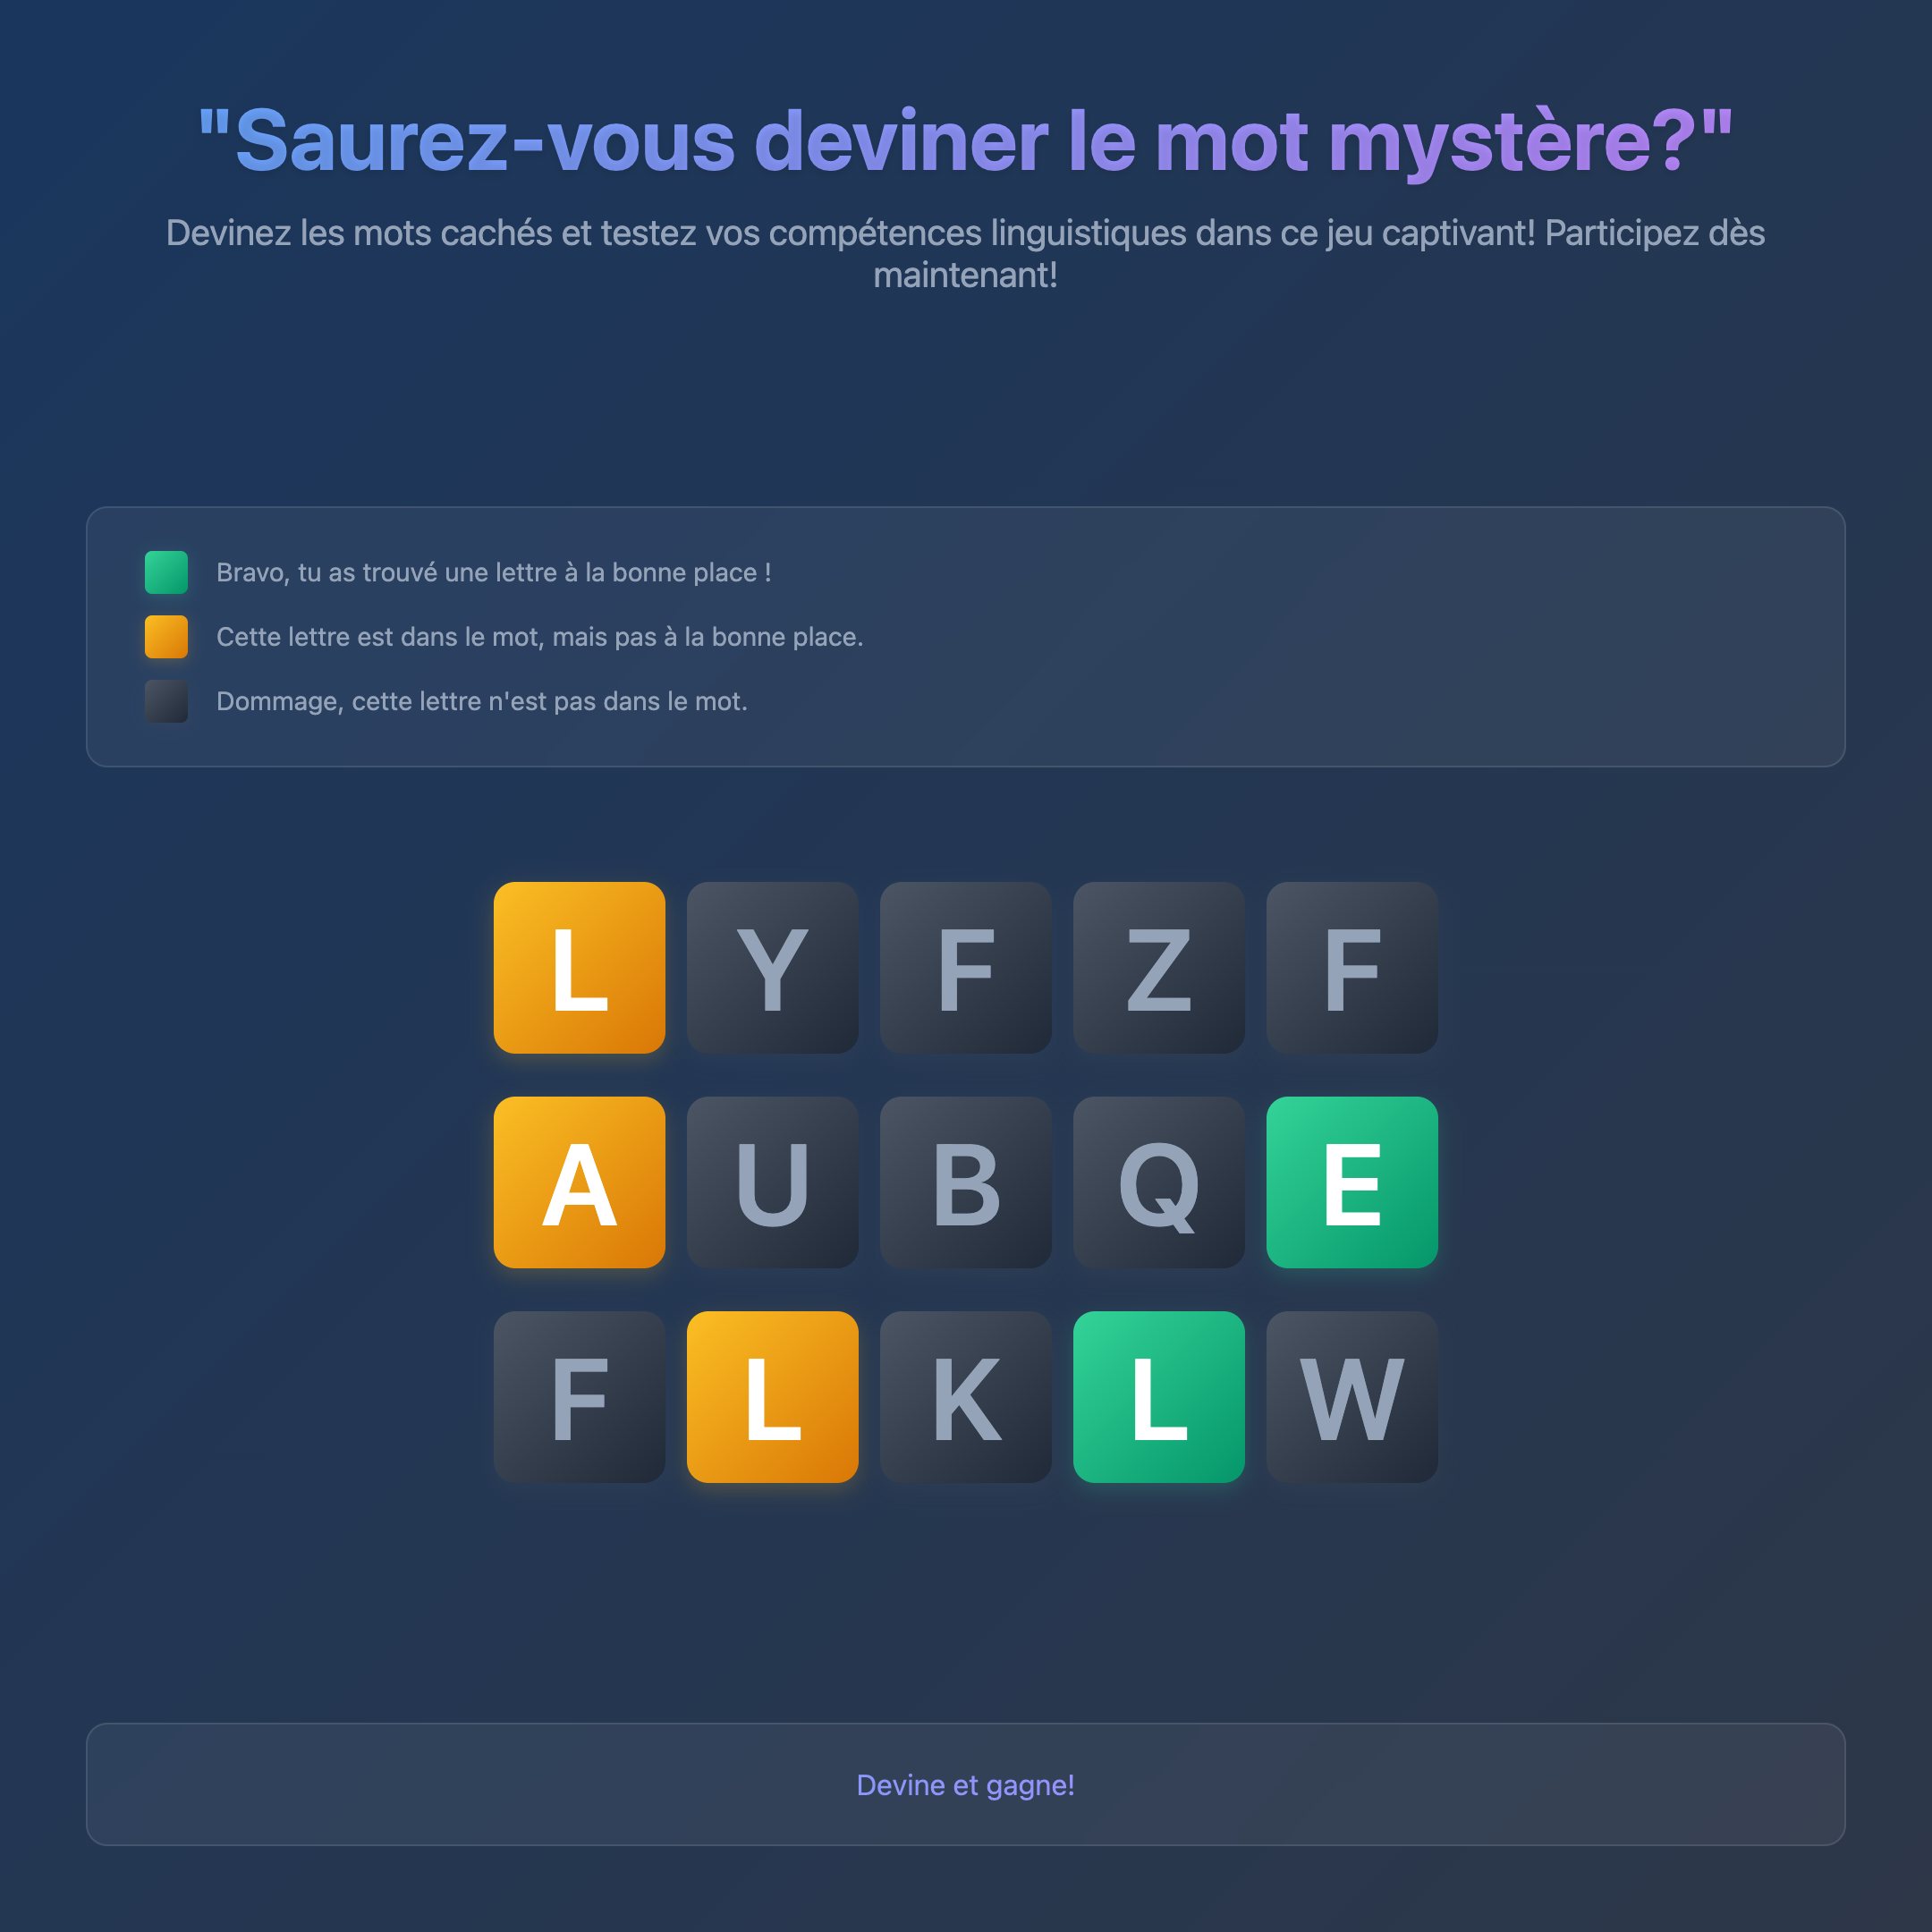 "Saurez-vous deviner le mot mystère?"
Devinez les mots cachés et testez vos compétences linguistiques dans ce jeu captivant! Participez dès
maintenant!
Bravo, tu as trouvé une lettre à la bonne place !
Cette lettre est dans le mot, mais pas à la bonne place.
Dommage, cette lettre n'est pas dans le mot.
L Y F Z F
A U B Q E
F L K L W
Devine et gagne!